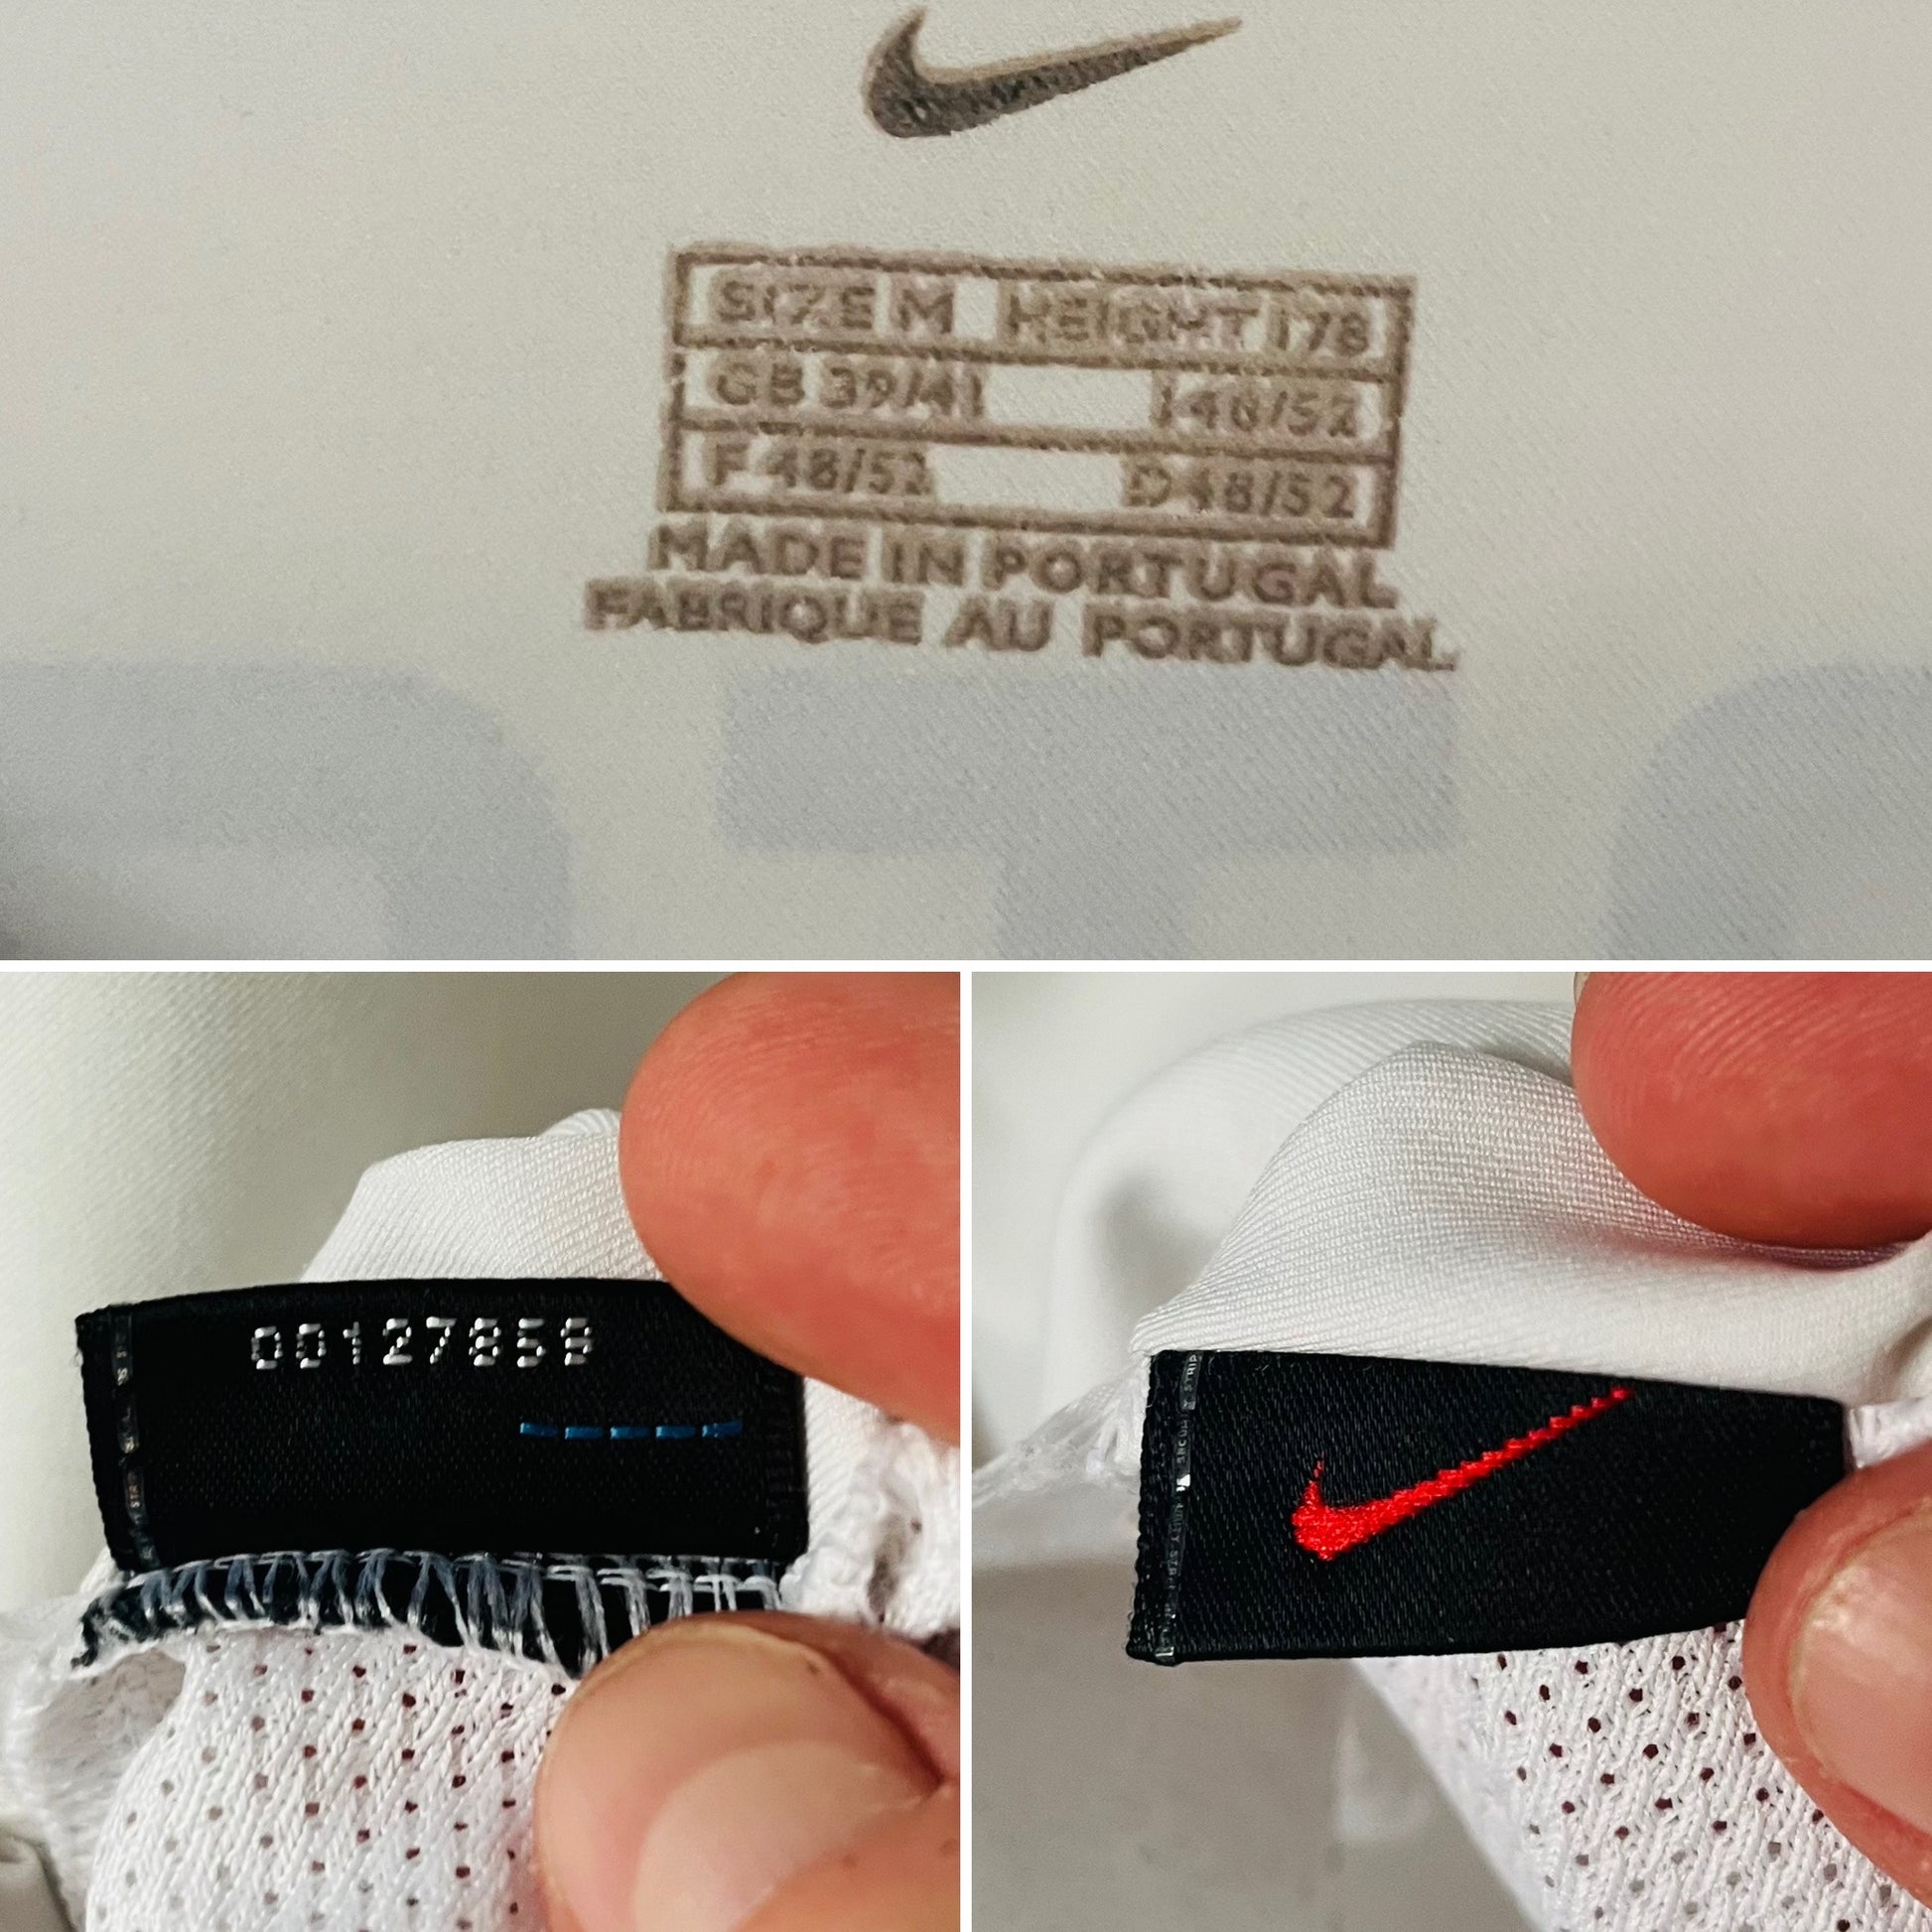 SIZE M HEIGHT 178
GB 39/41 I 48/52
F 48/52 D 48/52
MADE IN PORTUGAL
FABRIQUE AU PORTUGAL
00127859